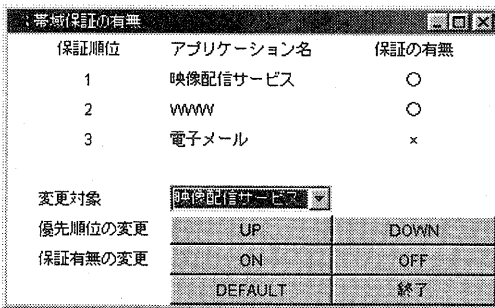 帯域保証の有無
保証順位 アプリケーション名 保証の有無
1 映像配信サービス ○
2 WWW ○
3 電子メール ×
変更対象 映像配信サービス
優先順位の変更 UP DOWN
保証有無の変更 ON OFF
DEFAULT 終了